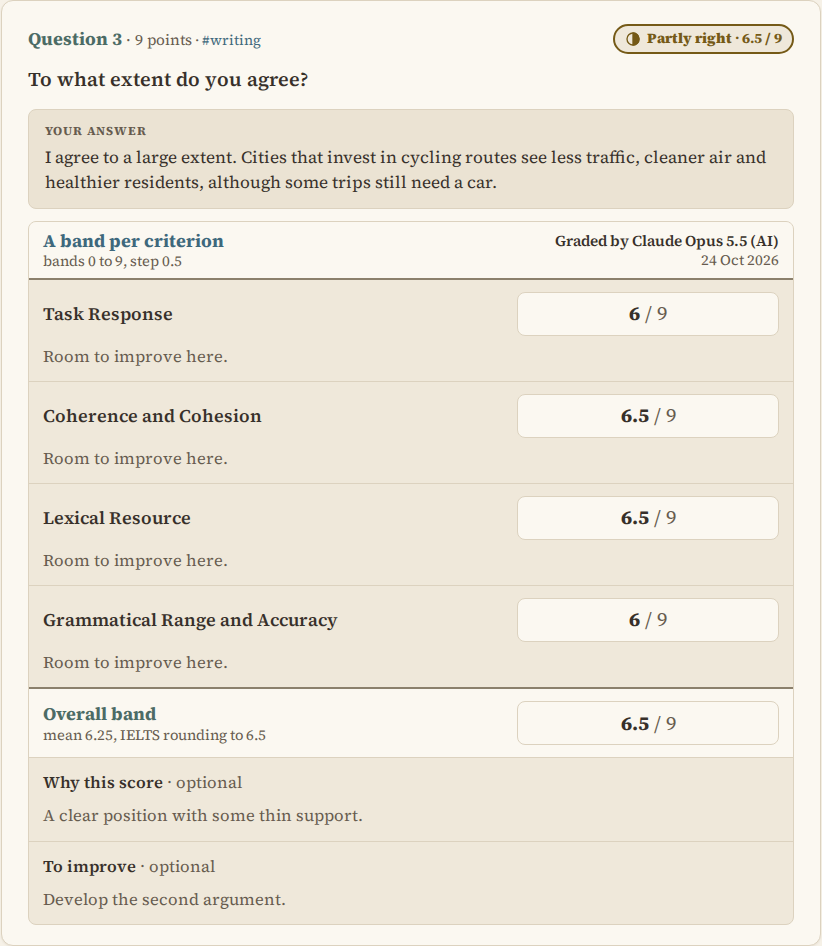 Question 3 · 9 points · #writing
Partly right · 6.5 / 9
To what extent do you agree?
YOUR ANSWER
I agree to a large extent. Cities that invest in cycling routes see less traffic, cleaner air and
healthier residents, although some trips still need a car.
A band per criterion
bands 0 to 9, step 0.5
Graded by Claude Opus 5.5 (AI)
24 Oct 2026
Task Response
6 / 9
Room to improve here.
Coherence and Cohesion
6.5 / 9
Room to improve here.
Lexical Resource
6.5 / 9
Room to improve here.
Grammatical Range and Accuracy
6 / 9
Room to improve here.
Overall band
mean 6.25, IELTS rounding to 6.5
6.5 / 9
Why this score · optional
A clear position with some thin support.
To improve · optional
Develop the second argument.